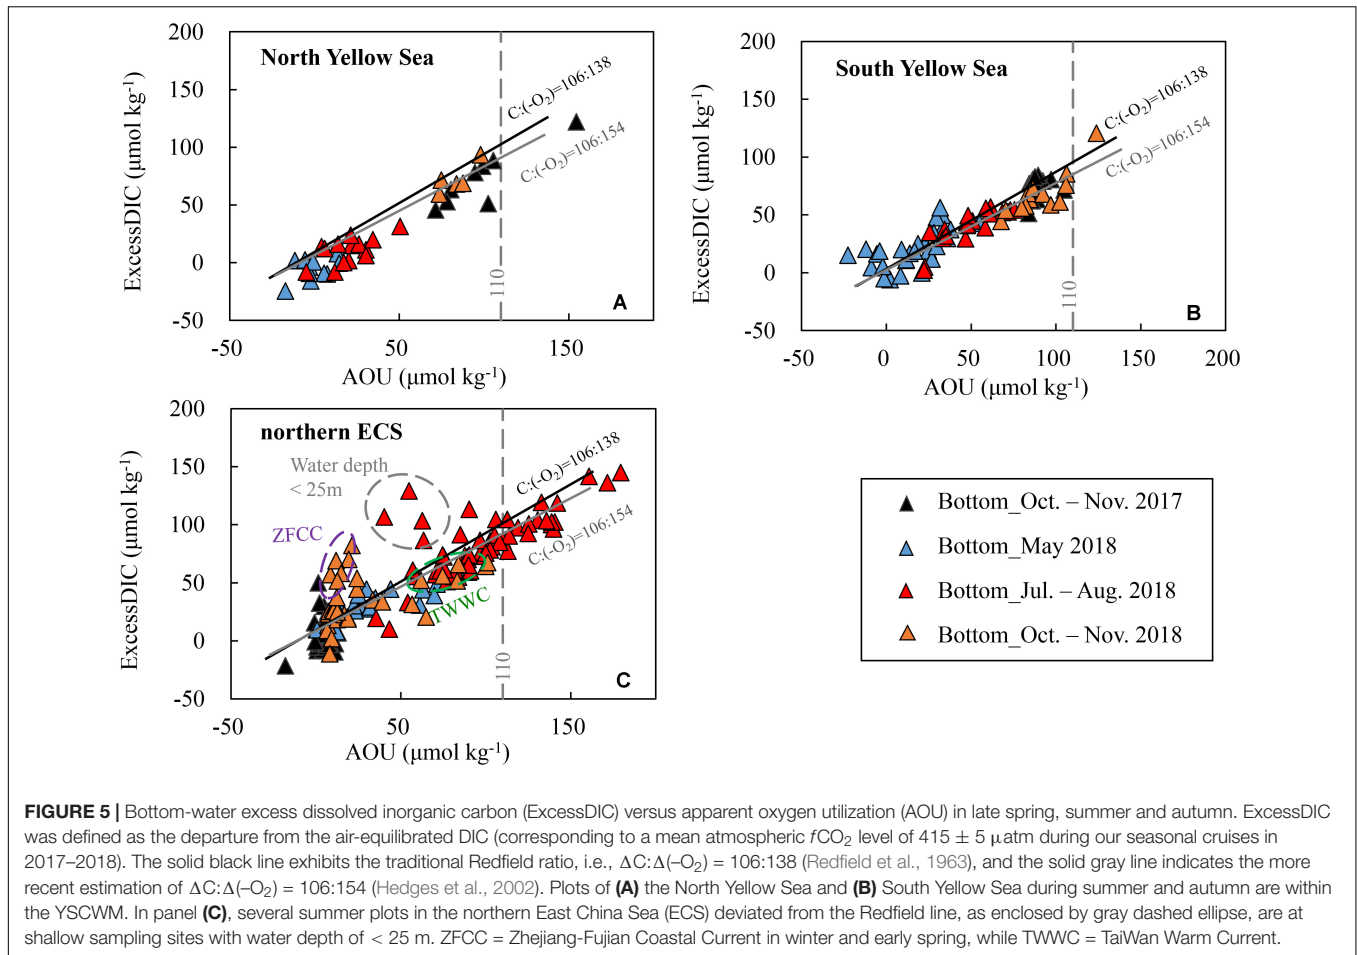 200
150
100
50
0
-50
-50
50
150
North Yellow Sea
C:(-O₂)=106:138
C:(-O₂)=106:154
110
A
ExcessDIC (μmol kg⁻¹)
AOU (μmol kg⁻¹)
200
150
100
50
0
-50
-50
0
50
100
150
200
South Yellow Sea
C:(-O₂)=106:138
C:(-O₂)=106:154
110
B
ExcessDIC (μmol kg⁻¹)
AOU (μmol kg⁻¹)
200
150
100
50
0
-50
-50
50
150
northern ECS
Water depth
< 25m
ZFCC
TWWC
C:(-O₂)=106:138
C:(-O₂)=106:154
110
C
ExcessDIC (μmol kg⁻¹)
AOU (μmol kg⁻¹)
Bottom_Oct. – Nov. 2017
Bottom_May 2018
Bottom_Jul. – Aug. 2018
Bottom_Oct. – Nov. 2018
FIGURE 5 | Bottom-water excess dissolved inorganic carbon (ExcessDIC) versus apparent oxygen utilization (AOU) in late spring, summer and autumn. ExcessDIC
was defined as the departure from the air-equilibrated DIC (corresponding to a mean atmospheric fCO₂ level of 415 ± 5 μatm during our seasonal cruises in
2017–2018). The solid black line exhibits the traditional Redfield ratio, i.e., ΔC:Δ(–O₂) = 106:138 (Redfield et al., 1963), and the solid gray line indicates the more
recent estimation of ΔC:Δ(–O₂) = 106:154 (Hedges et al., 2002). Plots of (A) the North Yellow Sea and (B) South Yellow Sea during summer and autumn are within
the YSCWM. In panel (C), several summer plots in the northern East China Sea (ECS) deviated from the Redfield line, as enclosed by gray dashed ellipse, are at
shallow sampling sites with water depth of < 25 m. ZFCC = Zhejiang-Fujian Coastal Current in winter and early spring, while TWWC = TaiWan Warm Current.